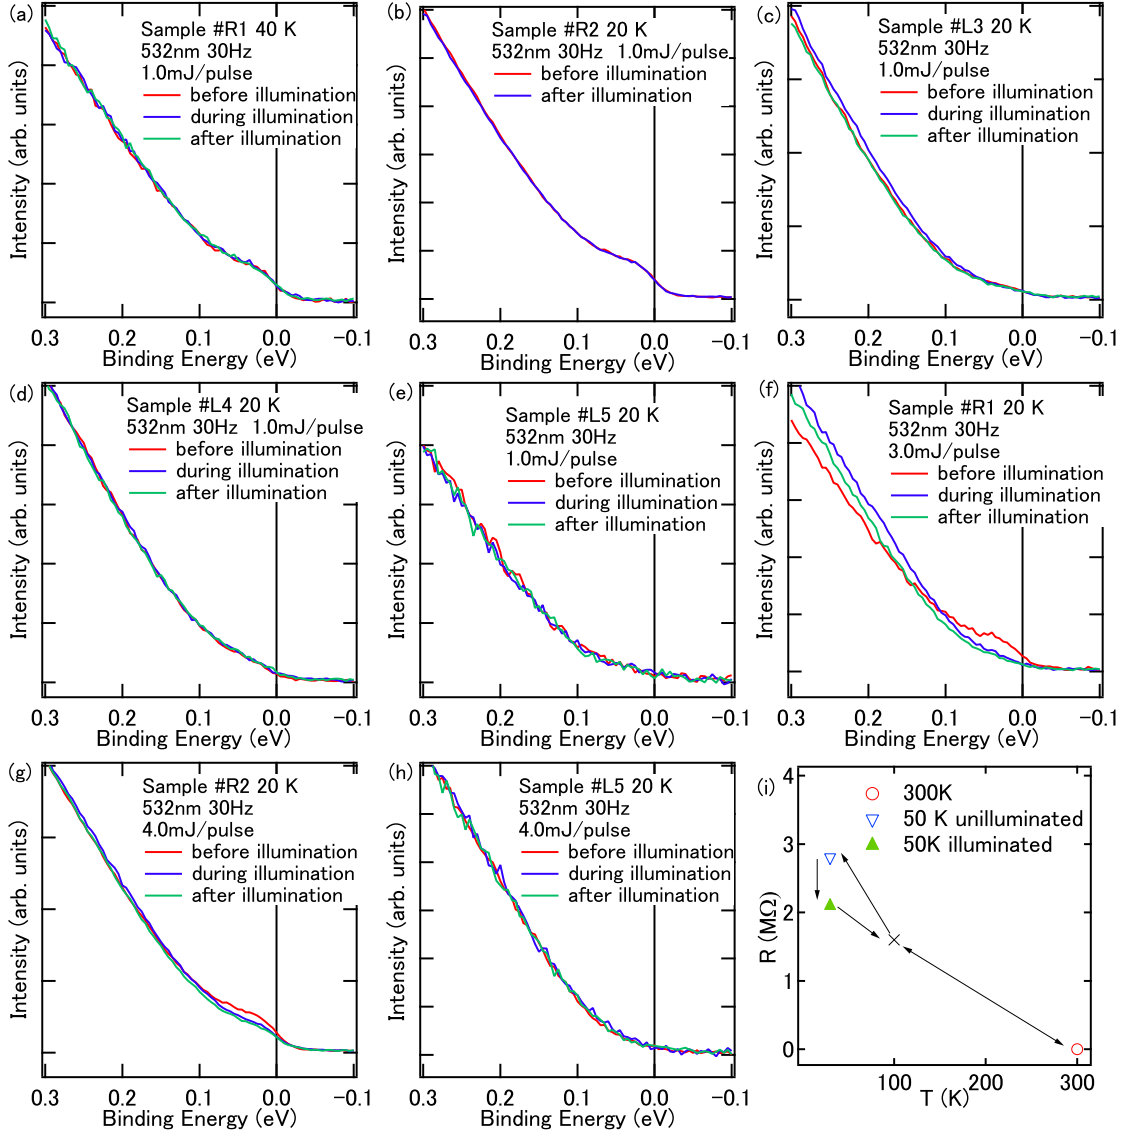 (a)
Sample #R1 40 K
532nm 30Hz
1.0mJ/pulse
before illumination
during illumination
after illumination
Intensity (arb. units)
0.3 0.2 0.1 0.0 −0.1
Binding Energy (eV)
(b)
Sample #R2 20 K
532nm 30Hz 1.0mJ/pulse
before illumination
after illumination
Intensity (arb. units)
0.3 0.2 0.1 0.0 −0.1
Binding Energy (eV)
(c)
Sample #L3 20 K
532nm 30Hz
1.0mJ/pulse
before illumination
during illumination
after illumination
Intensity (arb. units)
0.3 0.2 0.1 0.0 −0.1
Binding Energy (eV)
(d)
Sample #L4 20 K
532nm 30Hz 1.0mJ/pulse
before illumination
during illumination
after illumination
Intensity (arb. units)
0.3 0.2 0.1 0.0 −0.1
Binding Energy (eV)
(e)
Sample #L5 20 K
532nm 30Hz
1.0mJ/pulse
before illumination
during illumination
after illumination
Intensity (arb. units)
0.3 0.2 0.1 0.0 −0.1
Binding Energy (eV)
(f)
Sample #R1 20 K
532nm 30Hz
3.0mJ/pulse
before illumination
during illumination
after illumination
Intensity (arb. units)
0.3 0.2 0.1 0.0 −0.1
Binding Energy (eV)
(g)
Sample #R2 20 K
532nm 30Hz
4.0mJ/pulse
before illumination
during illumination
after illumination
Intensity (arb. units)
0.3 0.2 0.1 0.0 −0.1
Binding Energy (eV)
(h)
Sample #L5 20 K
532nm 30Hz
4.0mJ/pulse
before illumination
during illumination
after illumination
Intensity (arb. units)
0.3 0.2 0.1 0.0 −0.1
Binding Energy (eV)
(i)
300K
50 K unilluminated
50K illuminated
4
3
2
1
0
R (MΩ)
100 200 300
T (K)